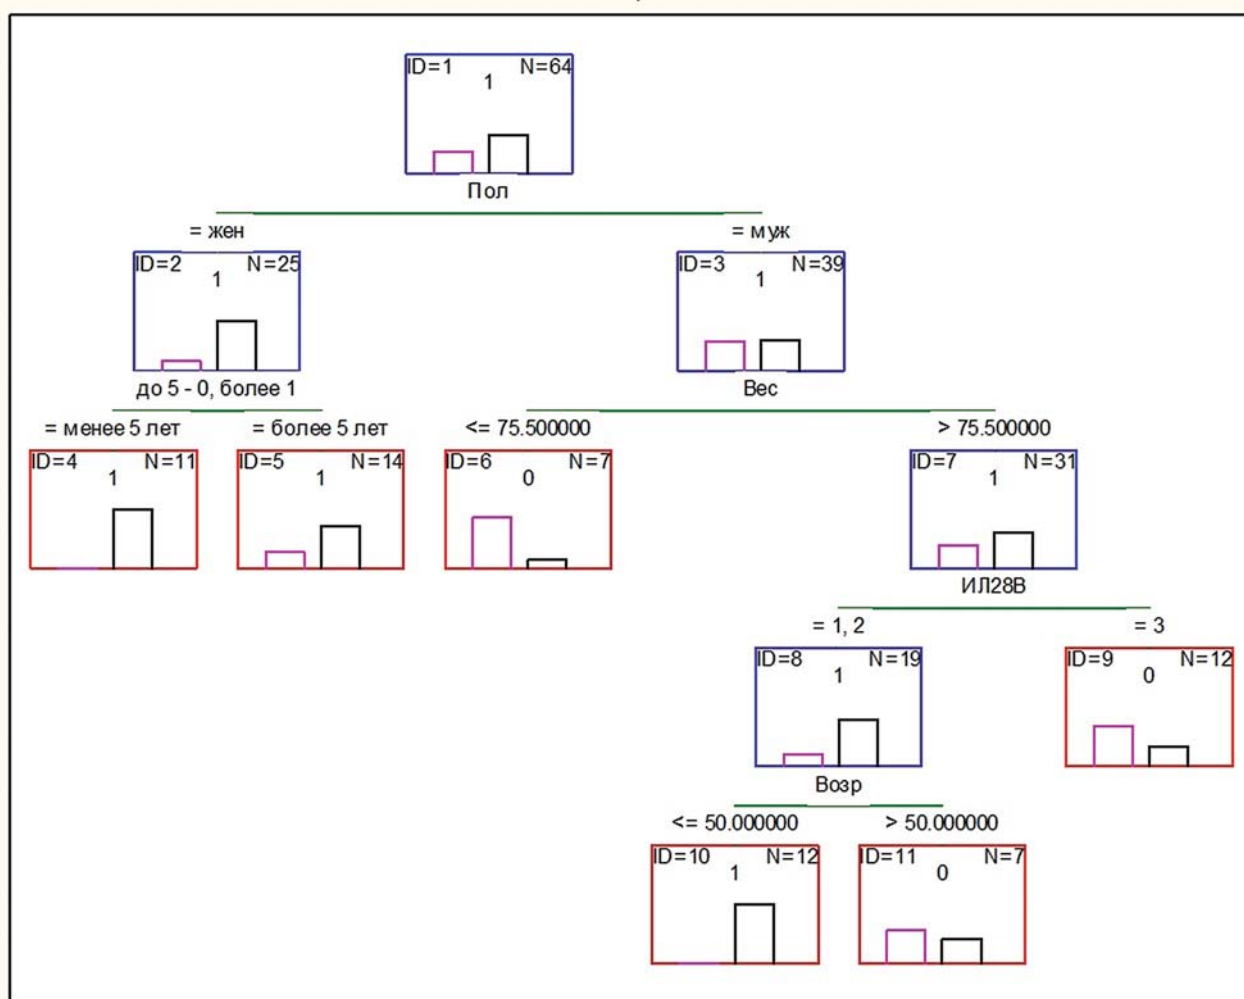 ID=1 N=64
1
Пол
= жен = муж
ID=2 N=25 ID=3 N=39
1 1
до 5 - 0, более 1 Вес
= менее 5 лет = более 5 лет <= 75.500000 > 75.500000
ID=4 N=11 ID=5 N=14 ID=6 N=7 ID=7 N=31
1 1 0 1
ИЛ28В
= 1, 2 = 3
ID=8 N=19 ID=9 N=12
1 0
Возр
<= 50.000000 > 50.000000
ID=10 N=12 ID=11 N=7
1 0